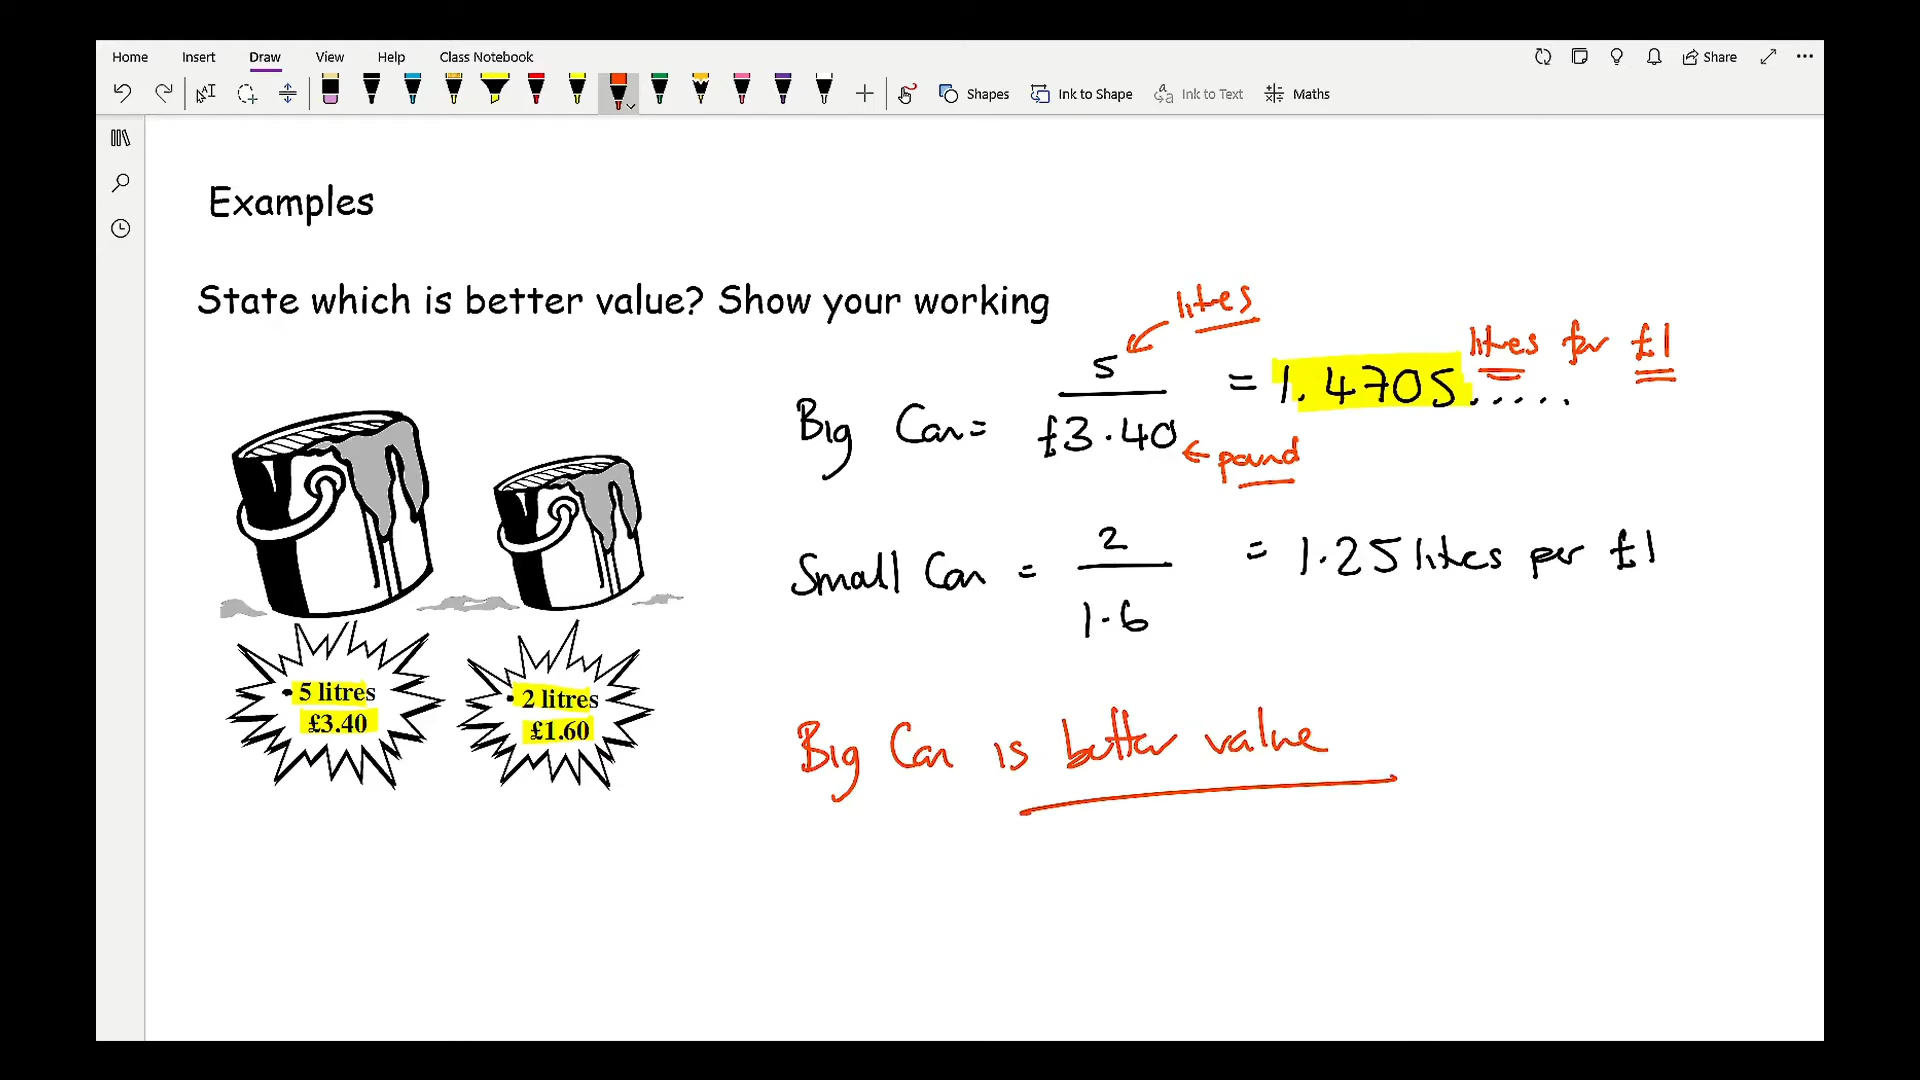 Home Insert Draw View Help Class Notebook Share
Shapes Ink to Shape Ink to Text Maths
Examples
State which is better value? Show your working
litres
Big Can = 5 / £3.40 = 1.4705..... litres for £1
pound
Small Can = 2 / 1.6 = 1.25 litres per £1
• 5 litres
£3.40
• 2 litres
£1.60
Big Can is better value